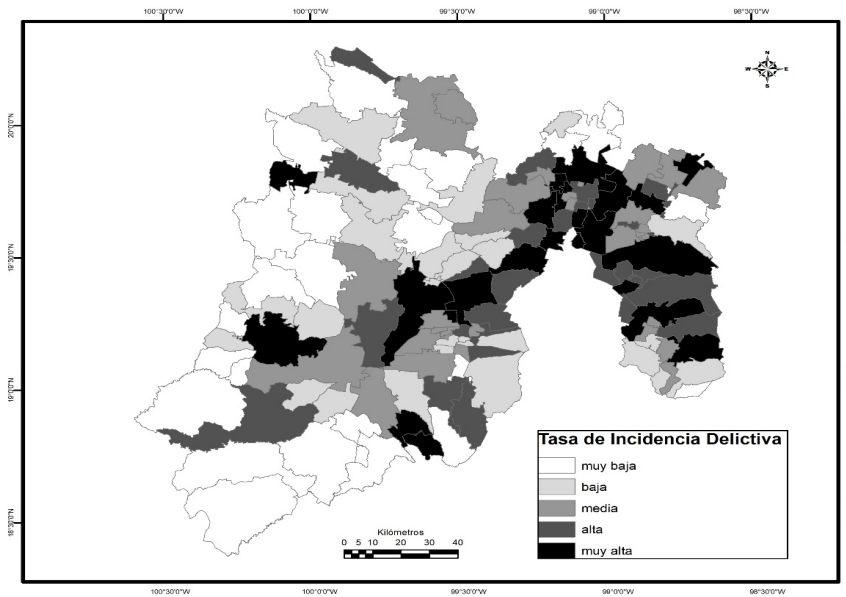 100°30'0"W 100°0'0"W 99°30'0"W 99°0'0"W 98°30'0"W
N
W E
S
20°0'0"N
19°30'0"N
19°0'0"N
18°30'0"N
Tasa de Incidencia Delictiva
muy baja
baja
media
alta
muy alta
Kilómetros
0 5 10 20 30 40
100°30'0"W 100°0'0"W 99°30'0"W 99°0'0"W 98°30'0"W